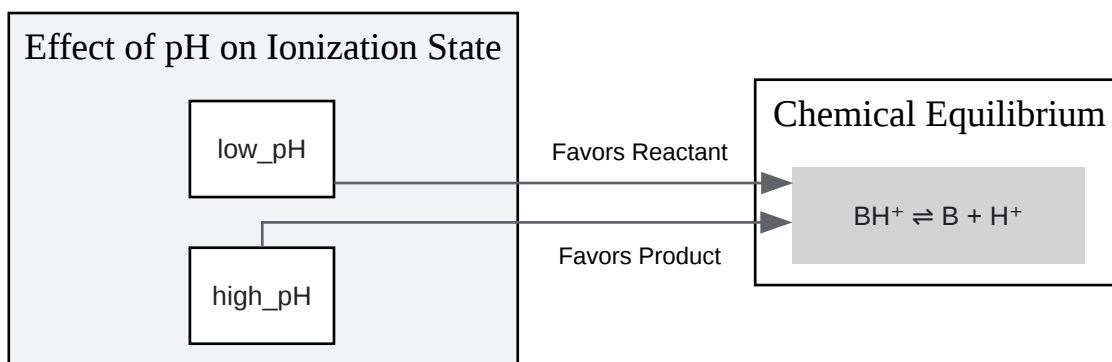 Effect of pH on Ionization State
low_pH
high_pH
Favors Reactant
Favors Product
Chemical Equilibrium
BH⁺ ⇌ B + H⁺